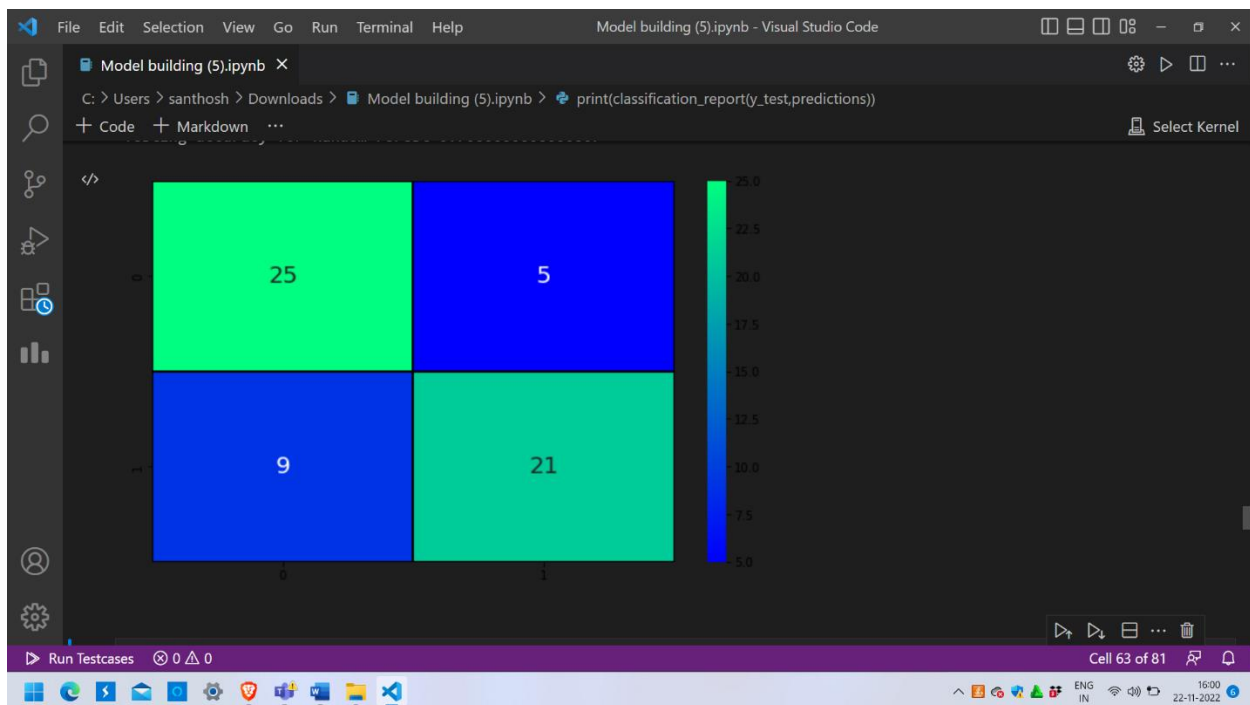 File Edit Selection View Go Run Terminal Help Model building (5).ipynb - Visual Studio Code
Model building (5).ipynb
C: > Users > santhosh > Downloads > Model building (5).ipynb > print(classification_report(y_test,predictions))
+ Code + Markdown ··· Select Kernel
25.0
22.5
0 25 5 20.0
17.5
15.0
12.5
1 9 21 10.0
7.5
5.0
0 1
Run Testcases 0 0 Cell 63 of 81
ENG 16:00
IN 22-11-2022 6